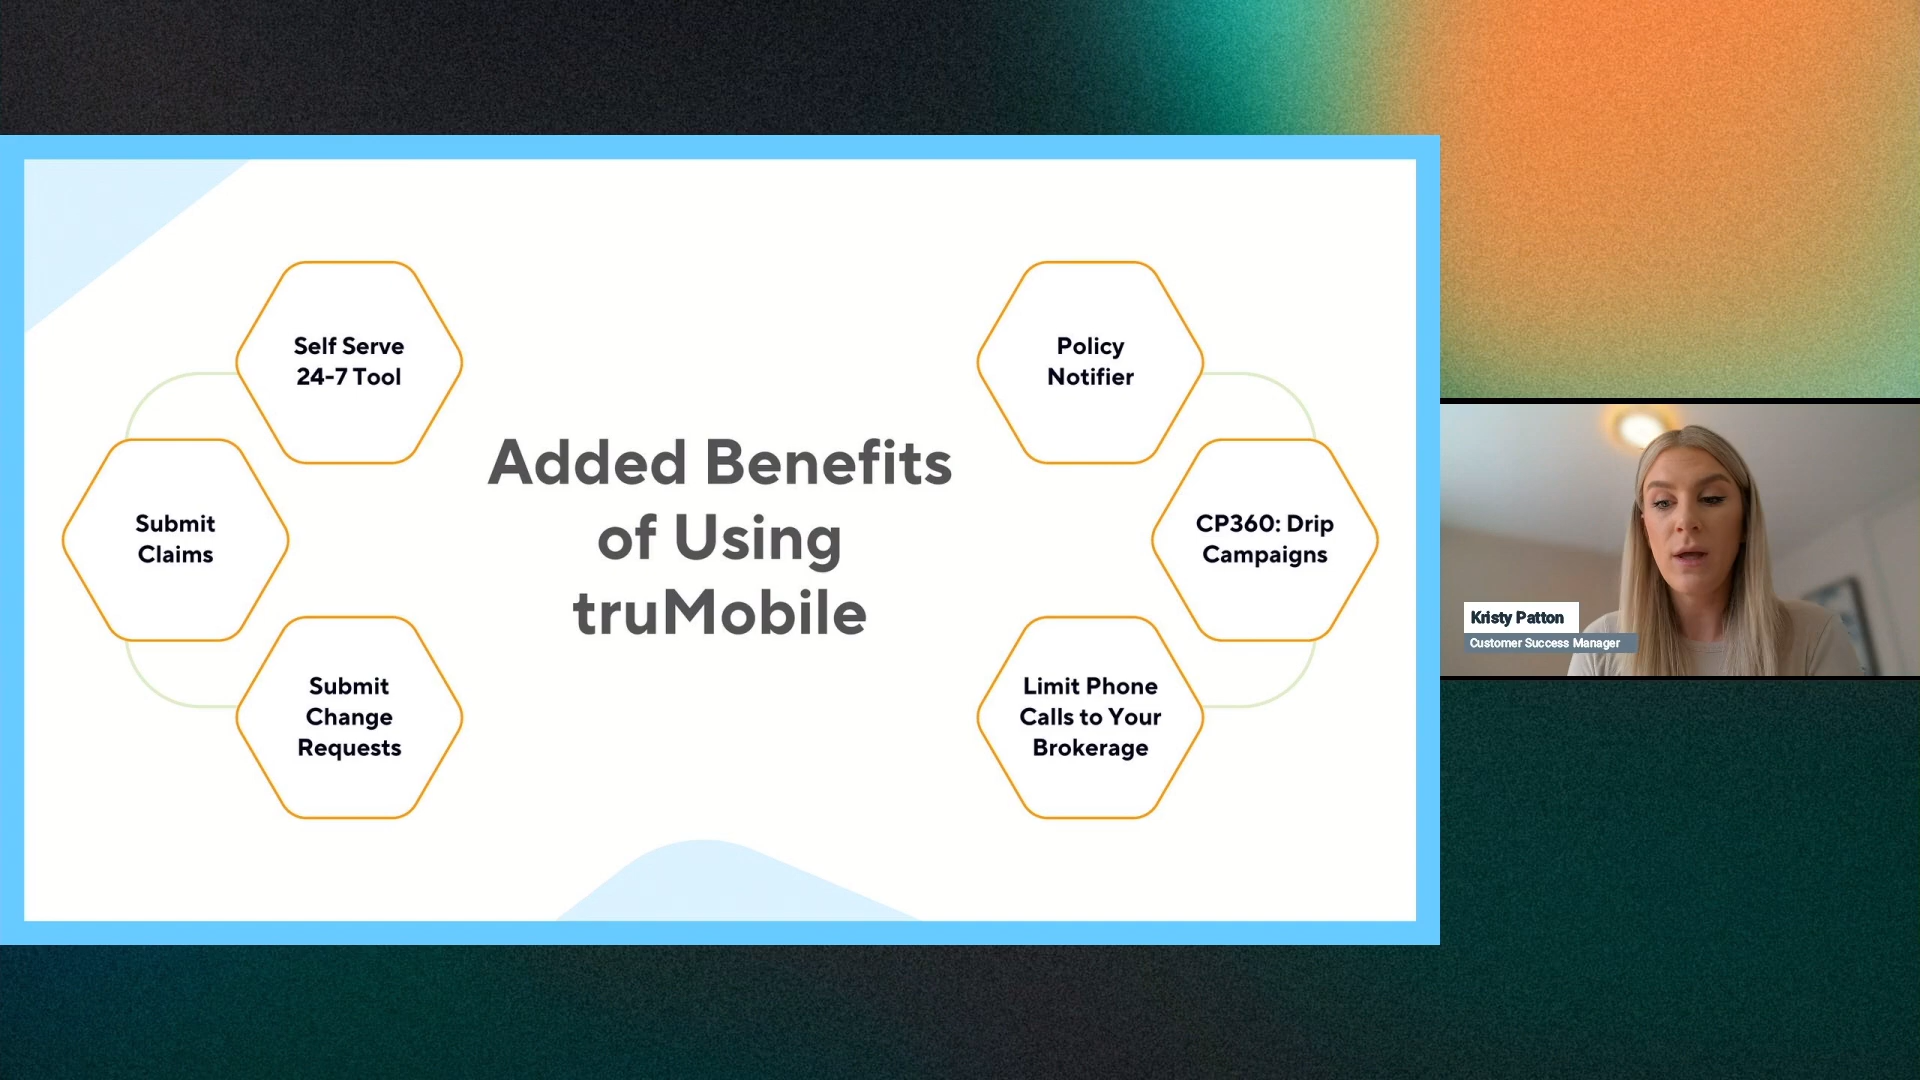 Self Serve
24-7 Tool
Submit
Claims
Submit
Change
Requests
Added Benefits
of Using
truMobile
Policy
Notifier
CP360: Drip
Campaigns
Limit Phone
Calls to Your
Brokerage
Kristy Patton
Customer Success Manager